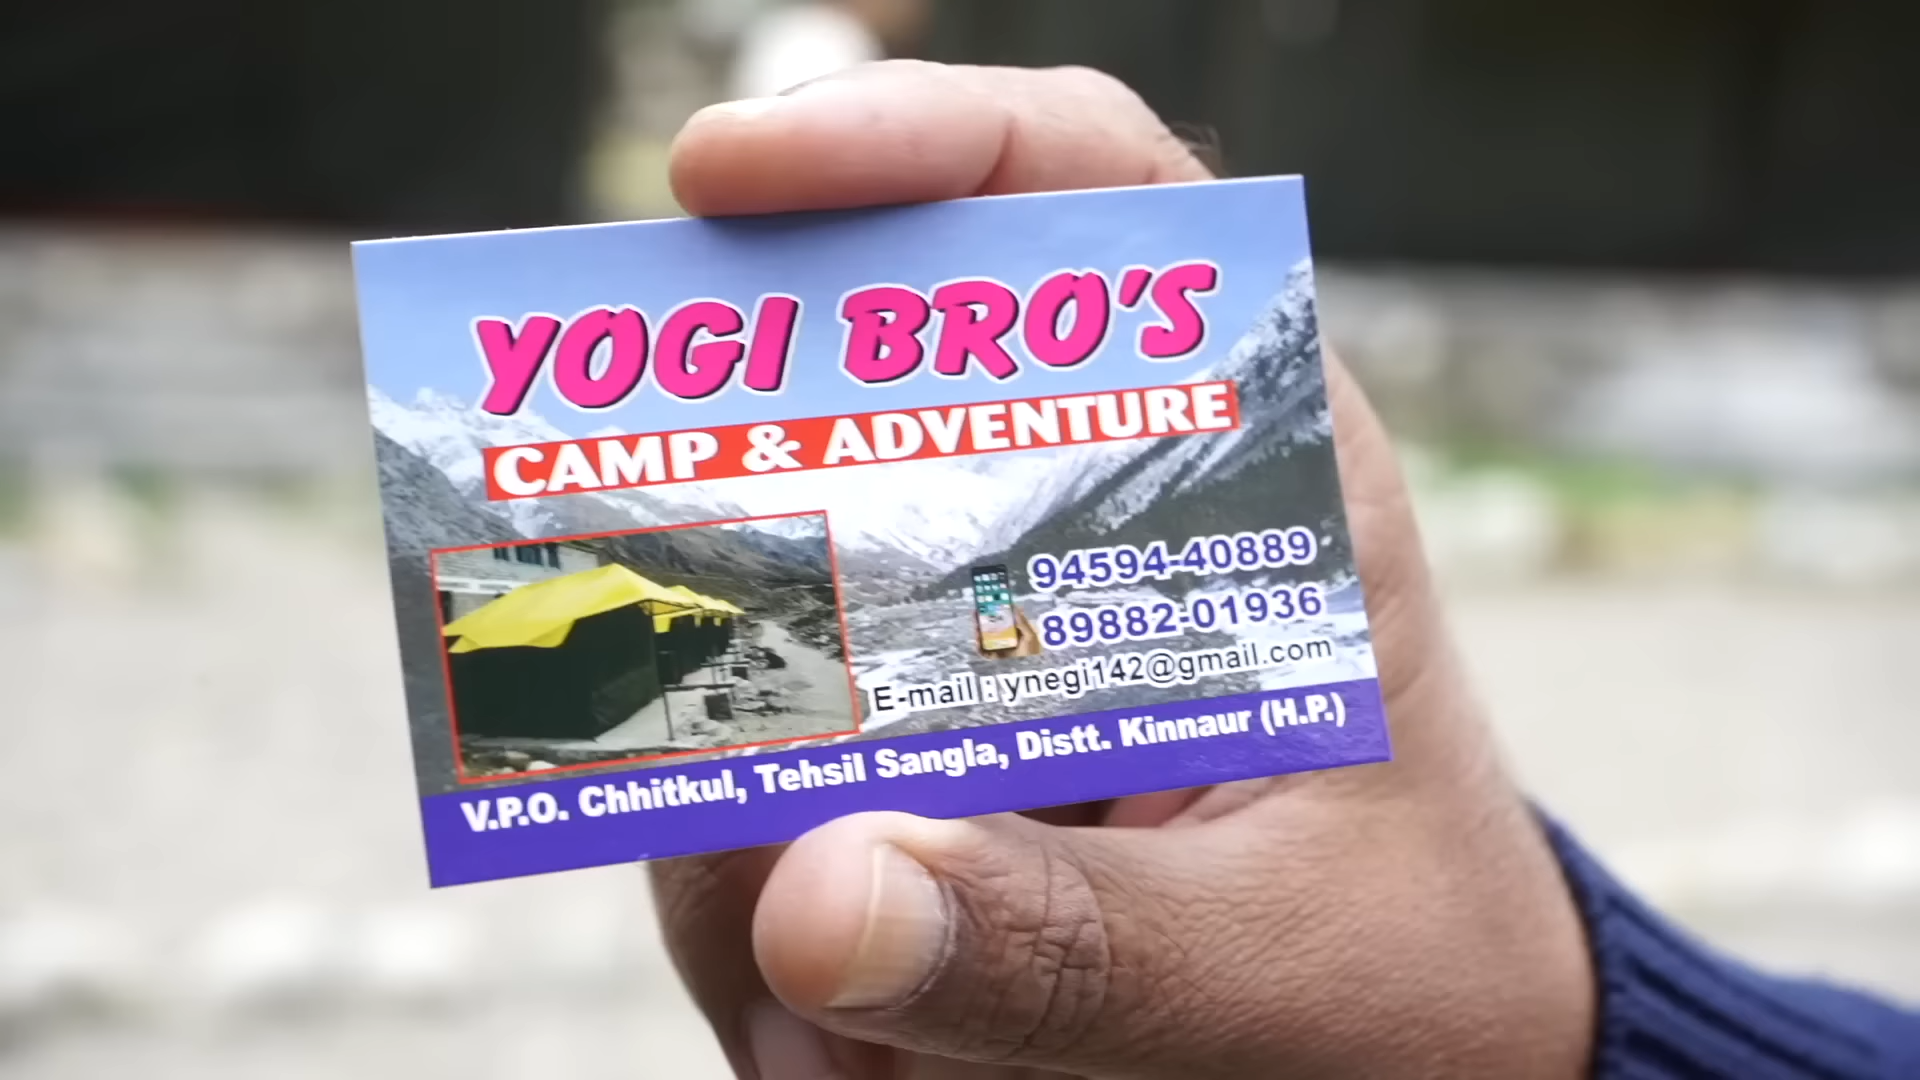 YOGI BRO'S
CAMP & ADVENTURE
94594-40889
89882-01936
E-mail : ynegi142@gmail.com
V.P.O. Chhitkul, Tehsil Sangla, Distt. Kinnaur (H.P.)